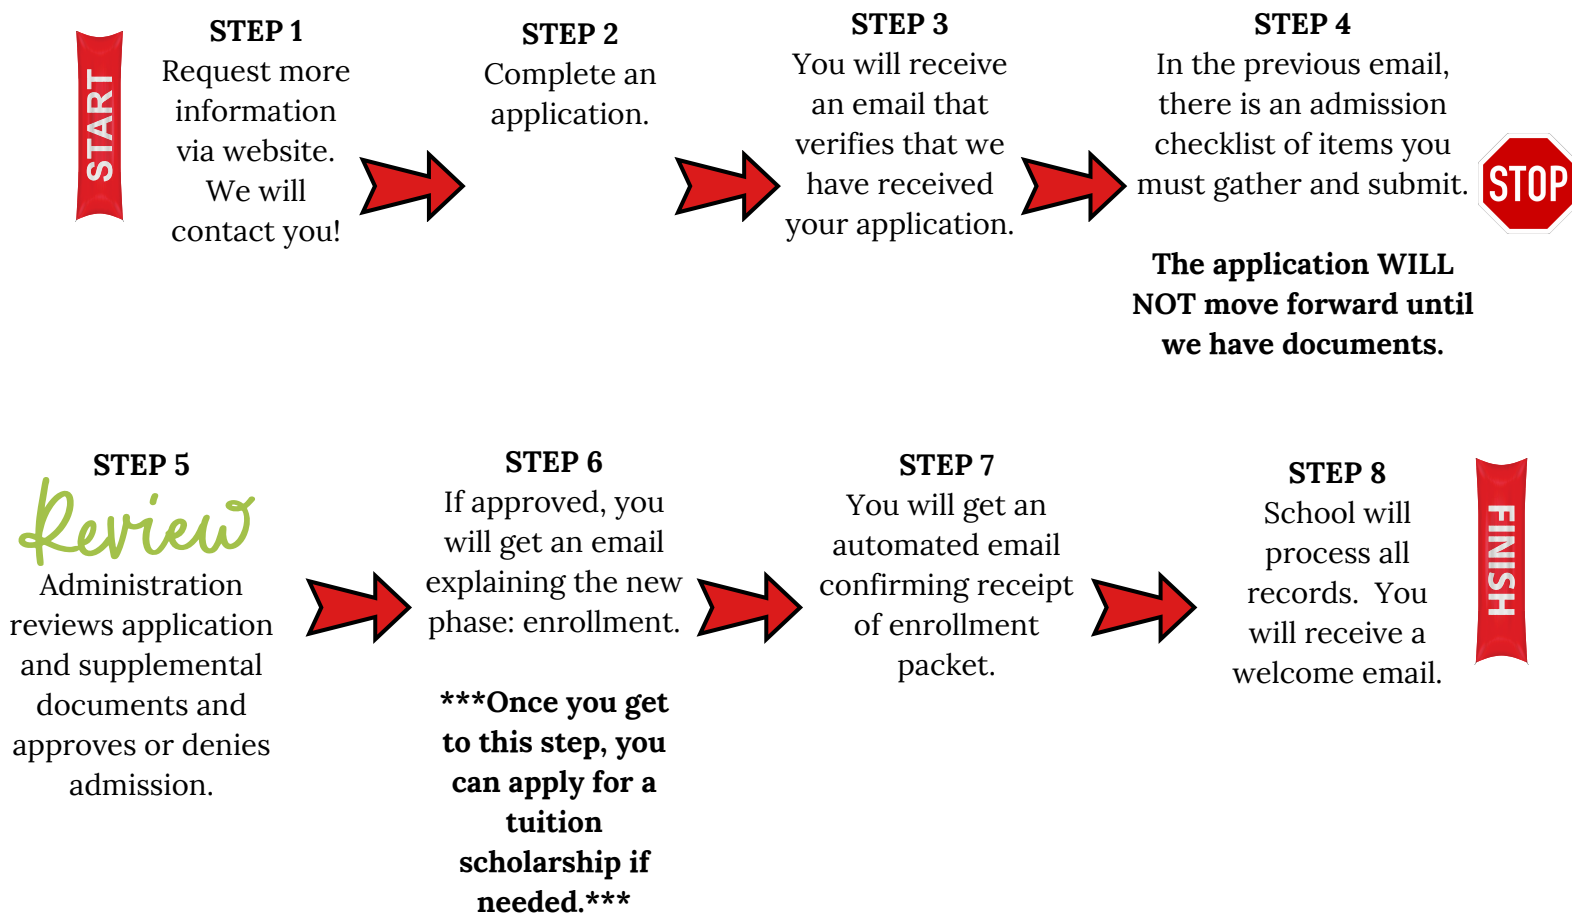 START
STEP 1
Request more
information
via website.
We will
contact you!
STEP 2
Complete an
application.
STEP 3
You will receive
an email that
verifies that we
have received
your application.
STEP 4
In the previous email,
there is an admission
checklist of items you
must gather and submit.
The application WILL
NOT move forward until
we have documents.
STOP
STEP 5
Review
Administration
reviews application
and supplemental
documents and
approves or denies
admission.
STEP 6
If approved, you
will get an email
explaining the new
phase: enrollment.
***Once you get
to this step, you
can apply for a
tuition
scholarship if
needed.***
STEP 7
You will get an
automated email
confirming receipt
of enrollment
packet.
STEP 8
School will
process all
records.  You
will receive a
welcome email.
FINISH